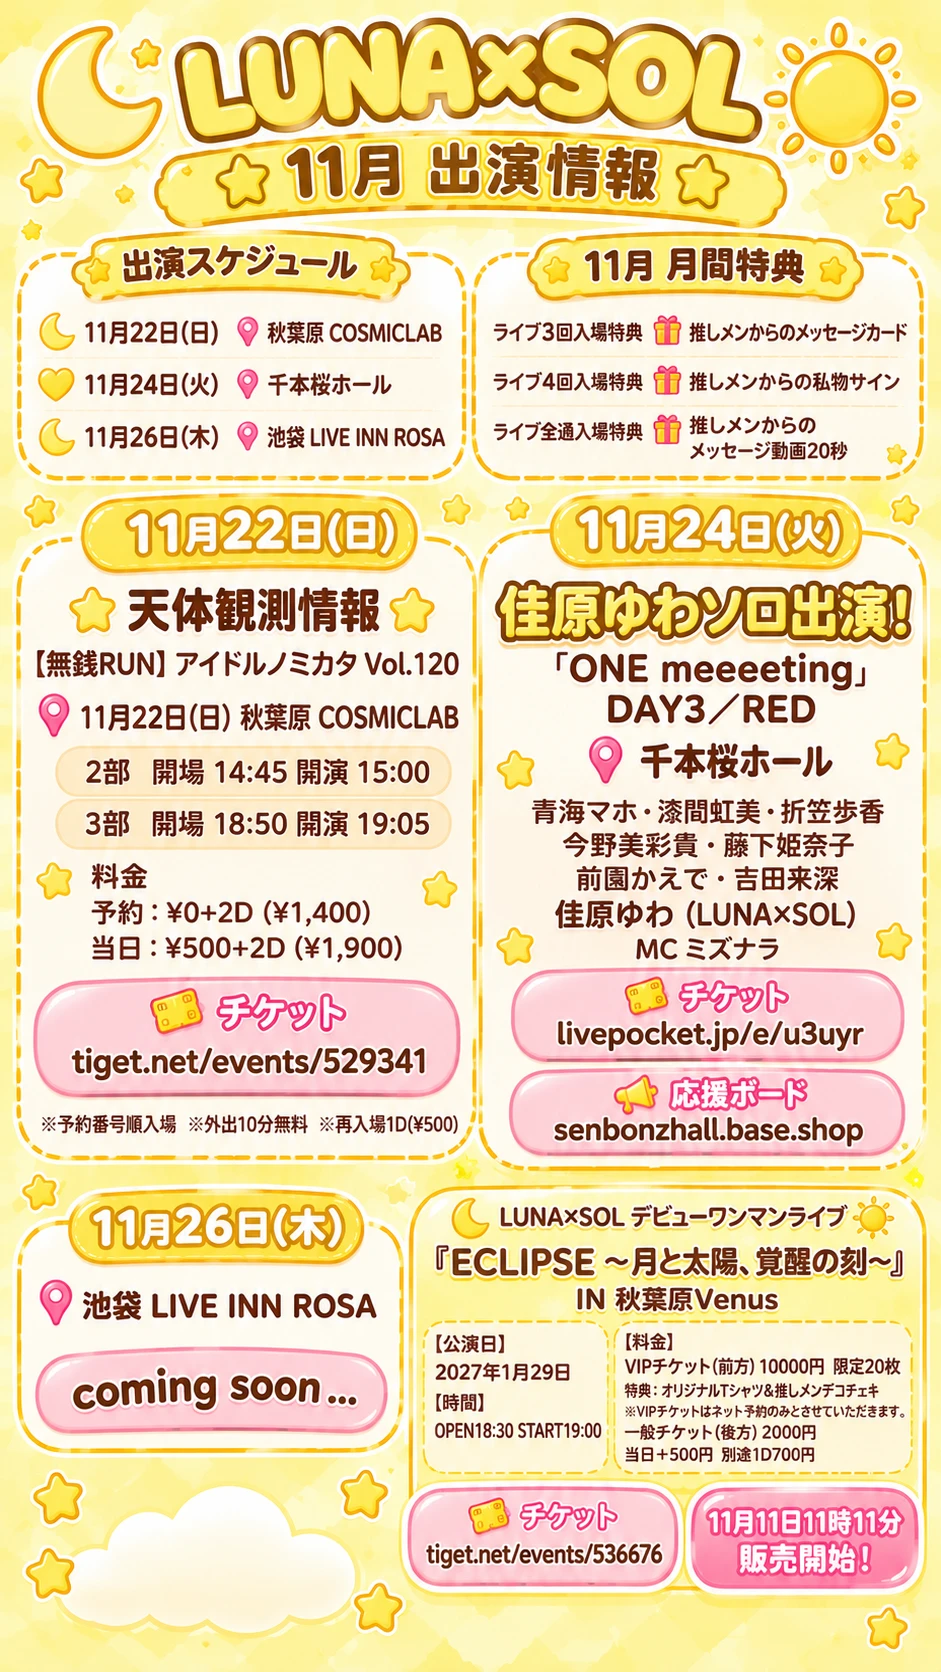 LUNA×SOL
11月 出演情報
出演スケジュール
11月22日(日) 秋葉原 COSMICLAB
11月24日(火) 千本桜ホール
11月26日(木) 池袋 LIVE INN ROSA
11月 月間特典
ライブ3回入場特典 推しメンからのメッセージカード
ライブ4回入場特典 推しメンからの私物サイン
ライブ全通入場特典 推しメンからの
メッセージ動画20秒
11月22日(日)
天体観測情報
【無銭RUN】アイドルノミカタ Vol.120
11月22日(日) 秋葉原 COSMICLAB
2部 開場 14:45 開演 15:00
3部 開場 18:50 開演 19:05
料金
予約：¥0+2D (¥1,400)
当日：¥500+2D (¥1,900)
チケット
tiget.net/events/529341
※予約番号順入場 ※外出10分無料 ※再入場1D(¥500)
11月24日(火)
佳原ゆわソロ出演！
「ONE meeeeting」
DAY3／RED
千本桜ホール
青海マホ・漆間虹美・折笠歩香
今野美彩貴・藤下姫奈子
前園かえで・吉田来深
佳原ゆわ (LUNA×SOL)
MC ミズナラ
チケット
livepocket.jp/e/u3uyr
応援ボード
senbonzhall.base.shop
11月26日(木)
池袋 LIVE INN ROSA
coming soon...
LUNA×SOL デビューワンマンライブ
『ECLIPSE ～月と太陽、覚醒の刻～』
IN 秋葉原Venus
【公演日】
2027年1月29日
【時間】
OPEN18:30 START19:00
【料金】
VIPチケット(前方) 10000円 限定20枚
特典：オリジナルTシャツ&推しメンデコチェキ
※VIPチケットはネット予約のみとさせていただきます。
一般チケット(後方) 2000円
当日＋500円 別途1D700円
チケット
tiget.net/events/536676
11月11日11時11分
販売開始！